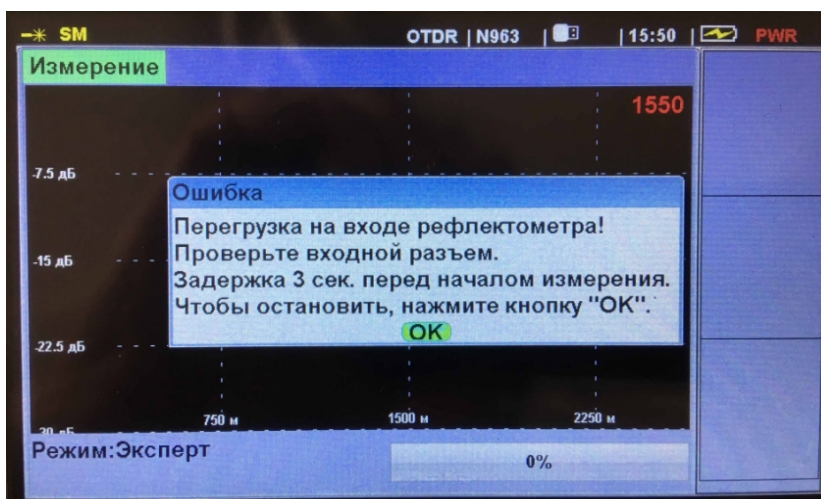 SM OTDR | N963 | | 15:50 | PWR
Измерение
1550
-7.5 дБ
Ошибка
Перегрузка на входе рефлектометра!
Проверьте входной разъем.
-15 дБ
Задержка 3 сек. перед началом измерения.
Чтобы остановить, нажмите кнопку "OK".
OK
-22.5 дБ
750 м 1500 м 2250 м
Режим:Эксперт
0%